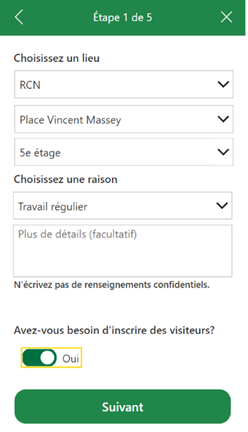 Étape 1 de 5
Choisissez un lieu
RCN
Place Vincent Massey
5e étage
Choisissez une raison
Travail régulier
Plus de détails (facultatif)
N'écrivez pas de renseignements confidentiels.
Avez-vous besoin d'inscrire des visiteurs?
Oui
Suivant